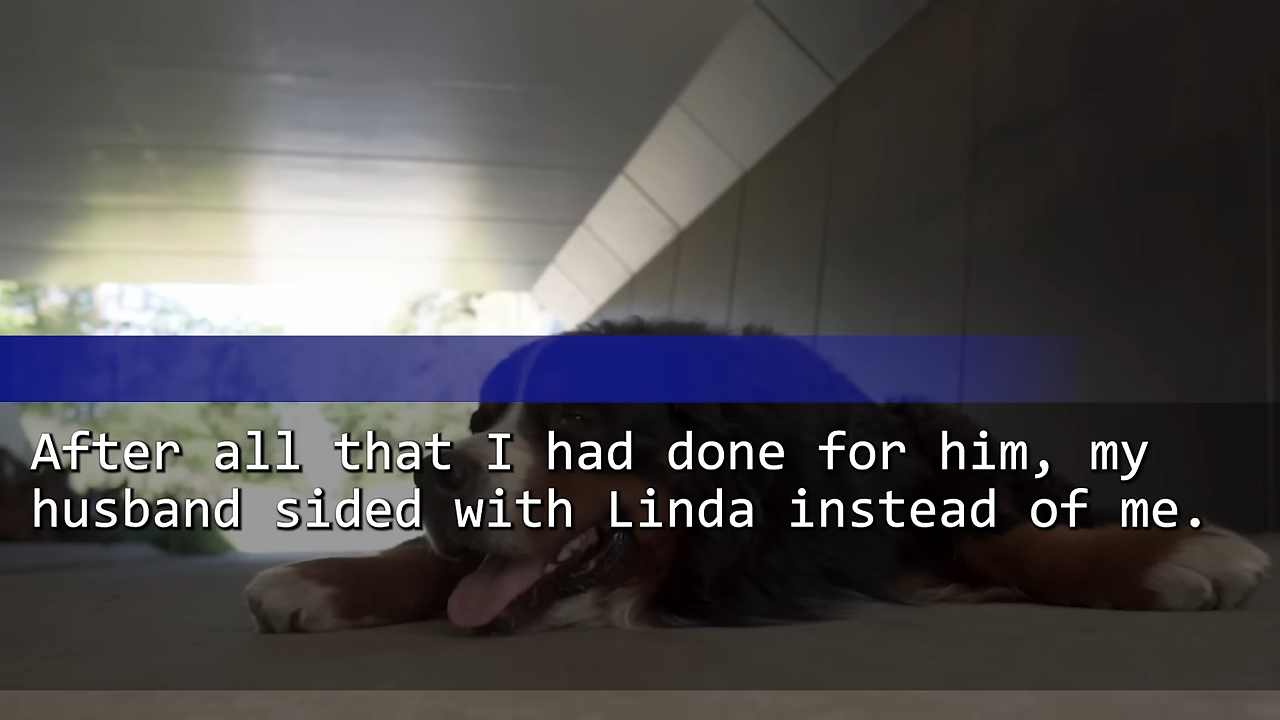 After all that I had done for him, my
husband sided with Linda instead of me.